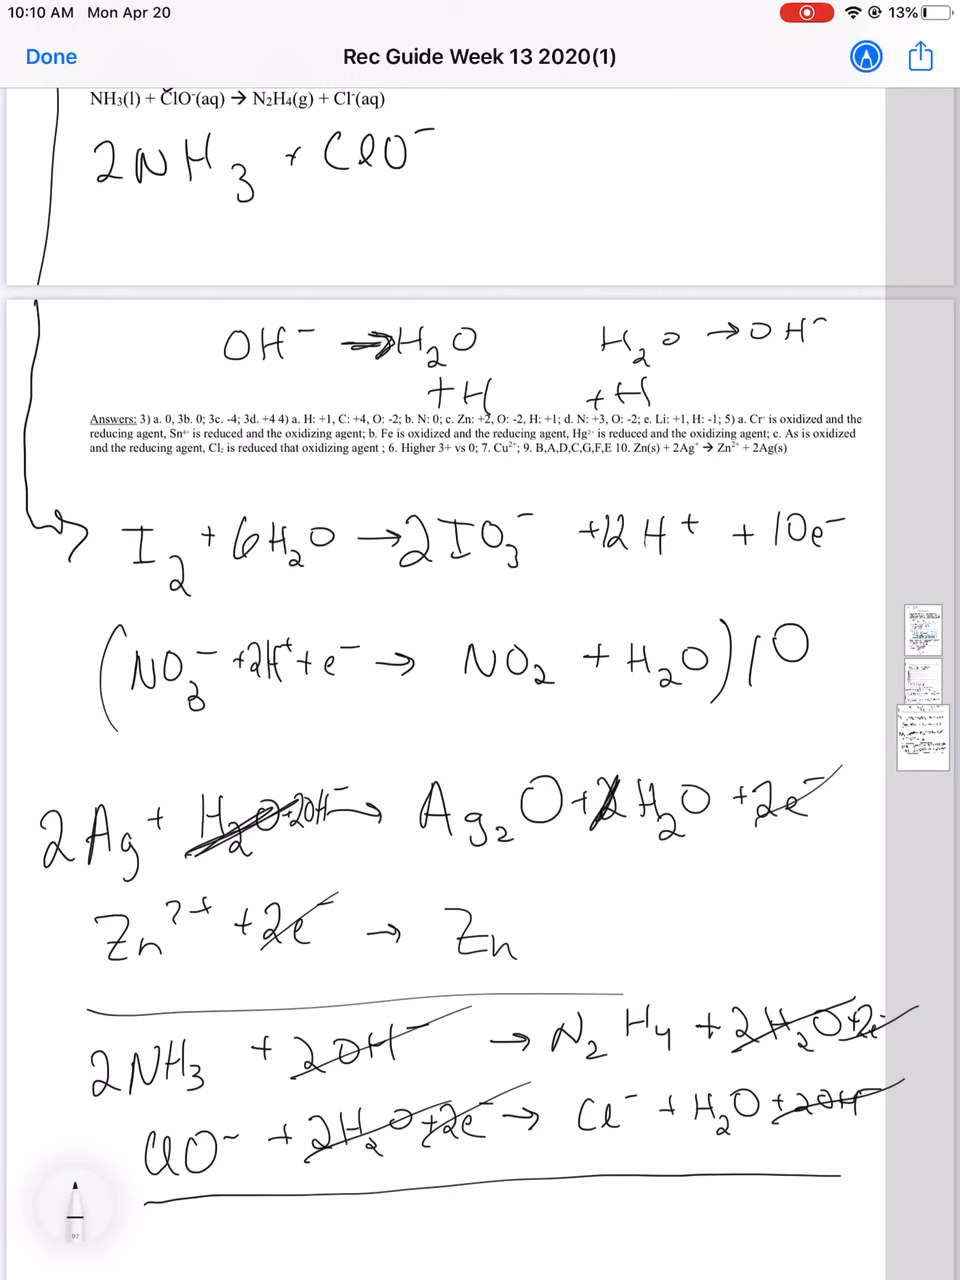 10:10 AM Mon Apr 20 13%
Done Rec Guide Week 13 2020(1)
NH3(l) + ClO⁻(aq) → N2H4(g) + Cl⁻(aq)
2NH₃ + ClO⁻
OH⁻ → H₂O H₂O → OH⁻
+H +H
Answers: 3) a. 0, 3b. 0; 3c. -4; 3d. +4 4) a. H: +1, C: +4, O: -2; b. N: 0; c. Zn: +2, O: -2, H: +1; d. N: +3, O: -2; e. Li: +1, H: -1; 5) a. Cr is oxidized and the
reducing agent, Sn⁴⁺ is reduced and the oxidizing agent; b. Fe is oxidized and the reducing agent, Hg²⁺ is reduced and the oxidizing agent; c. As is oxidized
and the reducing agent, Cl₂ is reduced that oxidizing agent ; 6. Higher 3+ vs 0; 7. Cu²⁺; 9. B,A,D,C,G,F,E 10. Zn(s) + 2Ag⁺ → Zn²⁺ + 2Ag(s)
I₂ + 6H₂O → 2IO₃⁻ +12H⁺ + 10e⁻
(NO₃⁻ +2H⁺ + e⁻ → NO₂ + H₂O)10
2Ag + H₂O+2OH⁻ → Ag₂O + H₂O +2e⁻
Zn²⁺ +2e⁻ → Zn
2NH₃ + 2OH⁻ → N₂H₄ + 2H₂O+2e⁻
ClO⁻ + 2H₂O+2e⁻ → Cl⁻ + H₂O +2OH⁻
97